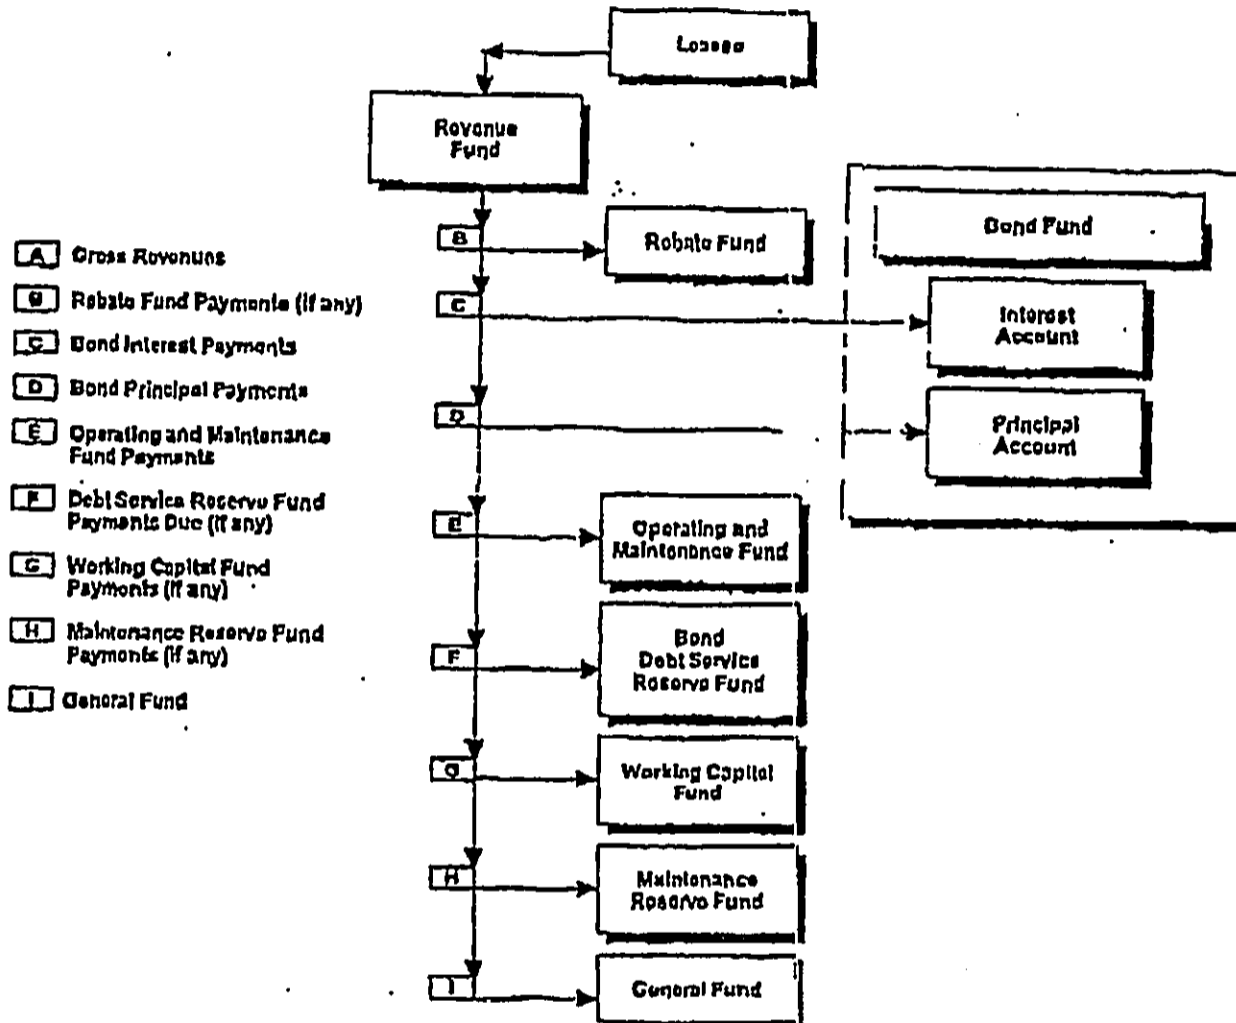 Lessee
Revenue
Fund
B
Rebate Fund
Bond Fund
A Gross Revenues
B Rebate Fund Payments (if any)
C Bond Interest Payments
D Bond Principal Payments
E Operating and Maintenance
Fund Payments
F Debt Service Reserve Fund
Payments Due (if any)
G Working Capital Fund
Payments (if any)
H Maintenance Reserve Fund
Payments (if any)
I General Fund
C
Interest
Account
D
Principal
Account
E
Operating and
Maintenance Fund
F
Bond
Debt Service
Reserve Fund
G
Working Capital
Fund
H
Maintenance
Reserve Fund
I
General Fund